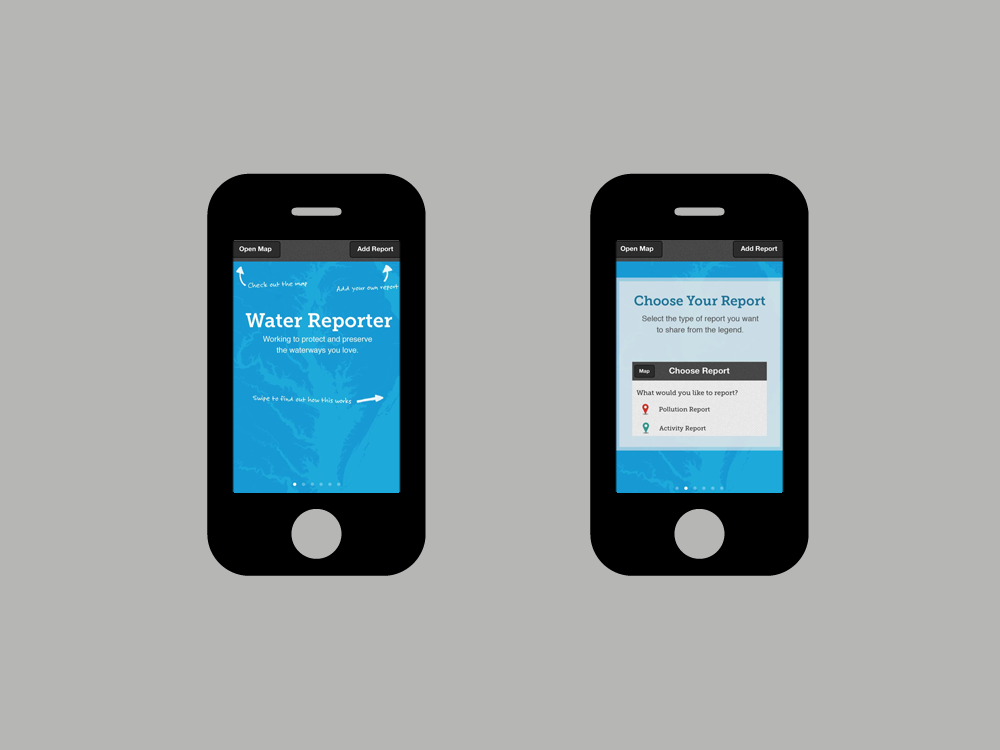 Open Map
Add Report
Check out the map
Add your own report
Water Reporter
Working to protect and preserve
the waterways you love.
Swipe to find out how this works
Open Map
Add Report
Choose Your Report
Select the type of report you want
to share from the legend.
Map
Choose Report
What would you like to report?
Pollution Report
Activity Report